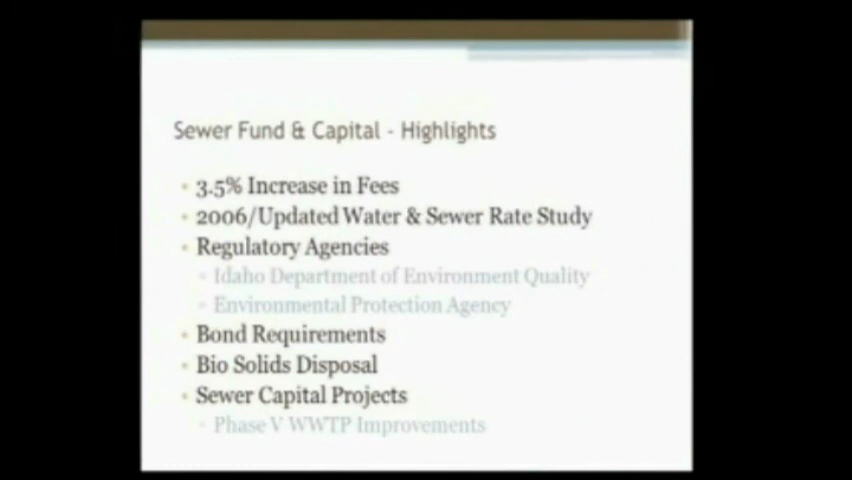 Sewer Fund & Capital - Highlights
3.5% Increase in Fees
2006/Updated Water & Sewer Rate Study
Regulatory Agencies
Idaho Department of Environment Quality
Environmental Protection Agency
Bond Requirements
Bio Solids Disposal
Sewer Capital Projects
Phase V WWTP Improvements